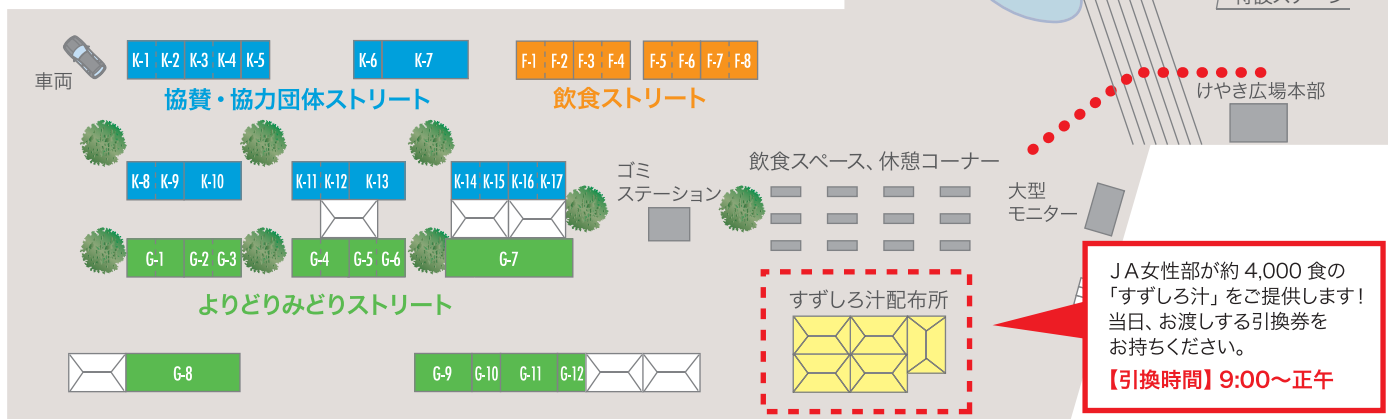 車両
K-1 K-2 K-3 K-4 K-5
K-6 K-7
F-1 F-2 F-3 F-4
F-5 F-6 F-7 F-8
協賛・協力団体ストリート
飲食ストリート
けやき広場本部
K-8 K-9 K-10
K-11 K-12 K-13
K-14 K-15 K-16 K-17
ゴミ
ステーション
飲食スペース、休憩コーナー
大型
モニター
G-1 G-2 G-3
G-4 G-5 G-6
G-7
よりどりみどりストリート
すずしろ汁配布所
G-8
G-9 G-10 G-11 G-12
JA女性部が約4,000食の
「すずしろ汁」をご提供します!
当日、お渡しする引換券を
お持ちください。
【引換時間】9:00〜正午